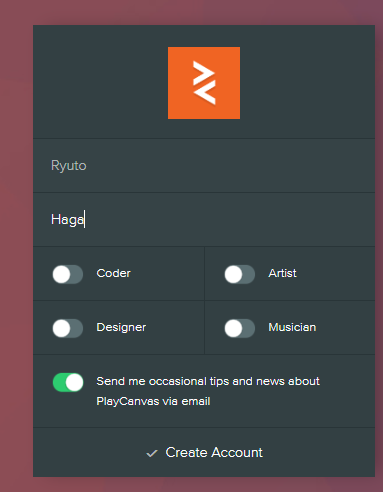 Ryuto
Haga
Coder
Artist
Designer
Musician
Send me occasional tips and news about
PlayCanvas via email
Create Account